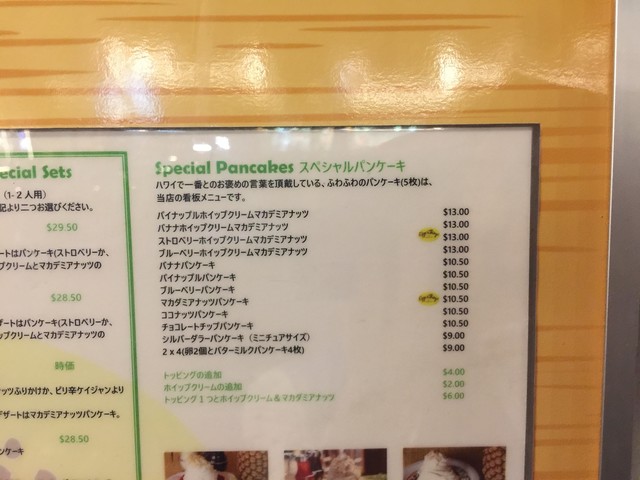 ecial Sets
(1-2 人用)
記より二つお選びください。
$29.50
ートはパンケーキ(ストロベリーか、
プクリームとマカデミアナッツの
$28.50
ザートはパンケーキ(ストロベリーか、
ップクリームとマカデミアナッツの
時価
ナッツふりかけか、ピリ辛ケイジャンより
デザートはマカデミアナッツパンケーキ。
$28.50
ンケーキ
Special Pancakes スペシャルパンケーキ
ハワイで一番とのお褒めの言葉を頂戴している、ふわふわのパンケーキ(5枚)は、
当店の看板メニューです。
パイナップルホイップクリームマカデミアナッツ $13.00
バナナホイップクリームマカデミアナッツ $13.00
ストロベリーホイップクリームマカデミアナッツ $13.00
ブルーベリーホイップクリームマカデミアナッツ $13.00
バナナパンケーキ $10.50
パイナップルパンケーキ $10.50
ブルーベリーパンケーキ $10.50
マカダミアナッツパンケーキ $10.50
ココナッツパンケーキ $10.50
チョコレートチップパンケーキ $10.50
シルバーダラーパンケーキ (ミニチュアサイズ) $9.00
2 x 4(卵2個とバターミルクパンケーキ4枚) $9.00
トッピングの追加 $4.00
ホイップクリームの追加 $2.00
トッピング1つとホイップクリーム&マカダミアナッツ $6.00